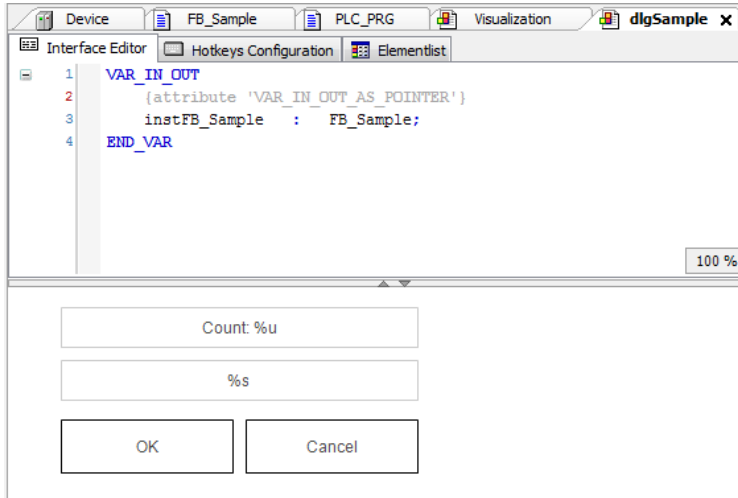 Device FB_Sample PLC_PRG Visualization dlgSample x
Interface Editor Hotkeys Configuration Elementlist
1 VAR_IN_OUT
2 {attribute 'VAR_IN_OUT_AS_POINTER'}
3 instFB_Sample : FB_Sample;
4 END_VAR
100 %
Count: %u
%s
OK Cancel